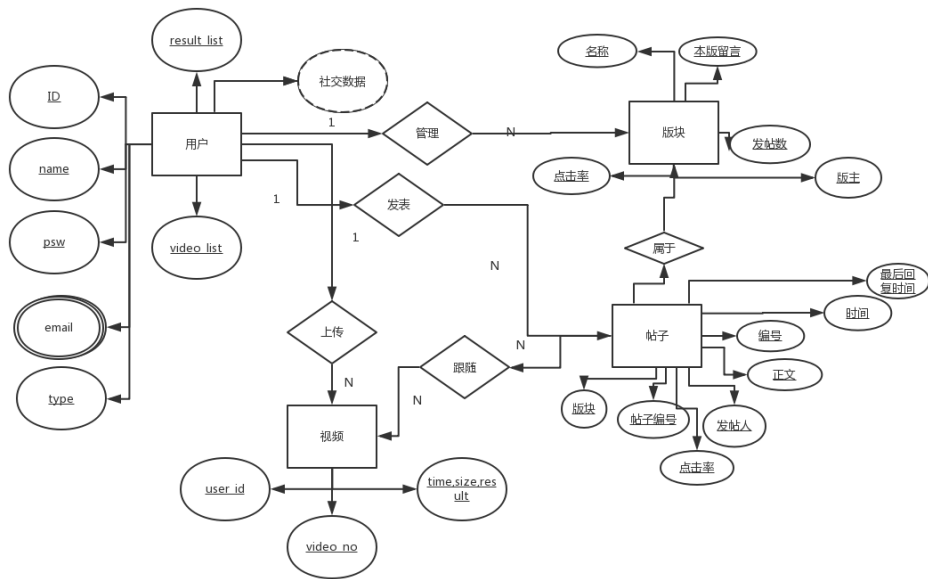 result_list
社交数据
名称
本版留言
ID
用户
1
管理
N
版块
发帖数
name
点击率
版主
1
发表
psw
video_list
1
属于
N
最后回
复时间
email
上传
帖子
时间
编号
N
跟随
正文
type
N
N
版块
帖子编号
发帖人
视频
点击率
user_id
time,size,res
ult
video_no